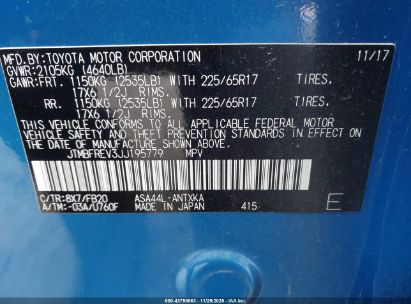 MFD.BY:TOYOTA MOTOR CORPORATION 11/17
GVWR:2105KG (4640LB)
GAWR:FRT. 1150KG (2535LB) WITH 225/65R17 TIRES.
17X6 1/2J RIMS.
RR. 1150KG (2535LB) WITH 225/65R17 TIRES.
17X6 1/2J RIMS.
THIS VEHICLE CONFORMS TO ALL APPLICABLE
FEDERAL MOTOR VEHICLE SAFETY STANDARDS IN EFFECT
ON THE DATE OF MANUFACTURE SHOWN ABOVE.
JTMBFREV3JJ195779 MPV
C/TR:8X7/FB20 ASA44L-ANTXKA
A/TM:-03A/U760F MADE IN JAPAN 415 E